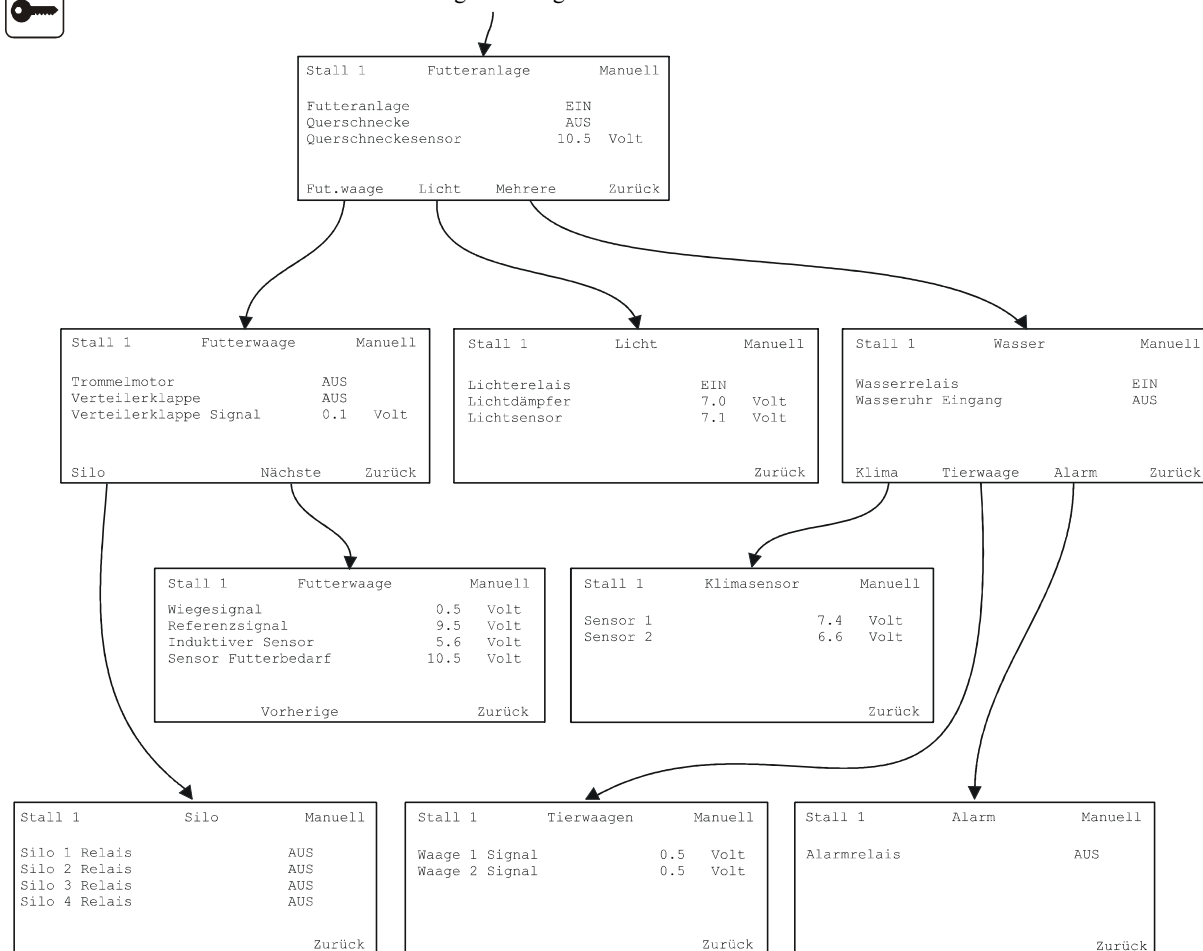 Stall 1 Futteranlage Manuell
Futteranlage EIN
Querschnecke AUS
Querschneckesensor 10.5 Volt
Fut.waage Licht Mehrere Zurück
Stall 1 Futterwaage Manuell
Trommelmotor AUS
Verteilerklappe AUS
Verteilerklappe Signal 0.1 Volt
Silo Nächste Zurück
Stall 1 Licht Manuell
Lichterelais EIN
Lichtdämpfer 7.0 Volt
Lichtsensor 7.1 Volt
Zurück
Stall 1 Wasser Manuell
Wasserrelais EIN
Wasseruhr Eingang AUS
Klima Tierwaage Alarm Zurück
Stall 1 Futterwaage Manuell
Wiegesignal 0.5 Volt
Referenzsignal 9.5 Volt
Induktiver Sensor 5.6 Volt
Sensor Futterbedarf 10.5 Volt
Vorherige Zurück
Stall 1 Klimasensor Manuell
Sensor 1 7.4 Volt
Sensor 2 6.6 Volt
Zurück
Stall 1 Silo Manuell
Silo 1 Relais AUS
Silo 2 Relais AUS
Silo 3 Relais AUS
Silo 4 Relais AUS
Zurück
Stall 1 Tierwaagen Manuell
Waage 1 Signal 0.5 Volt
Waage 2 Signal 0.5 Volt
Zurück
Stall 1 Alarm Manuell
Alarmrelais AUS
Zurück